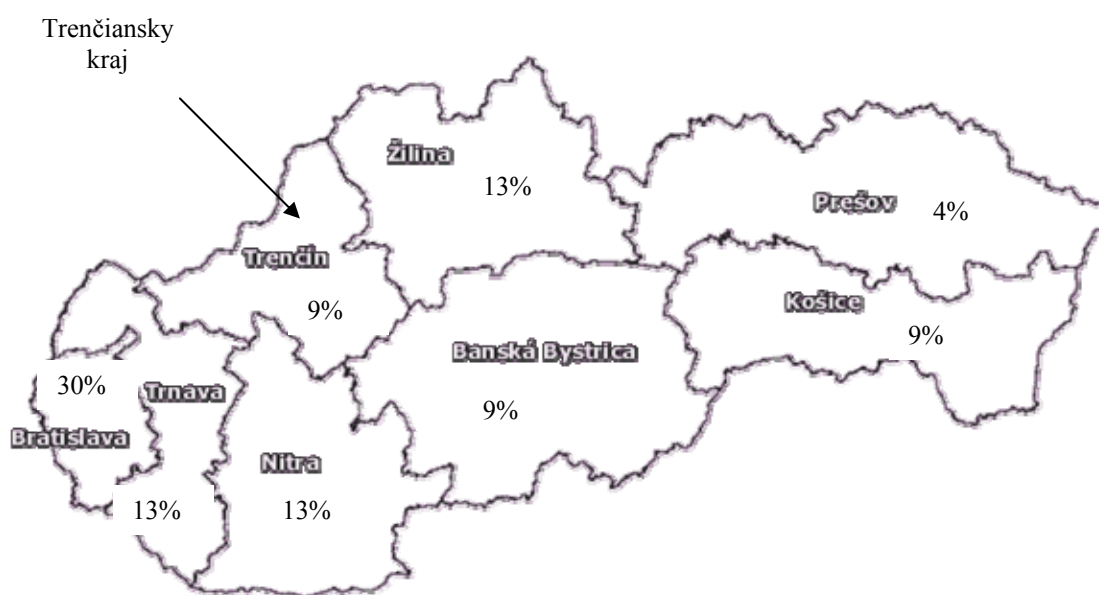 Trenčiansky
kraj
Žilina
13%
Prešov
4%
Trenčín
9%
Košice
9%
Banská Bystrica
9%
30%
Trnava
Bratislava
Nitra
13%
13%